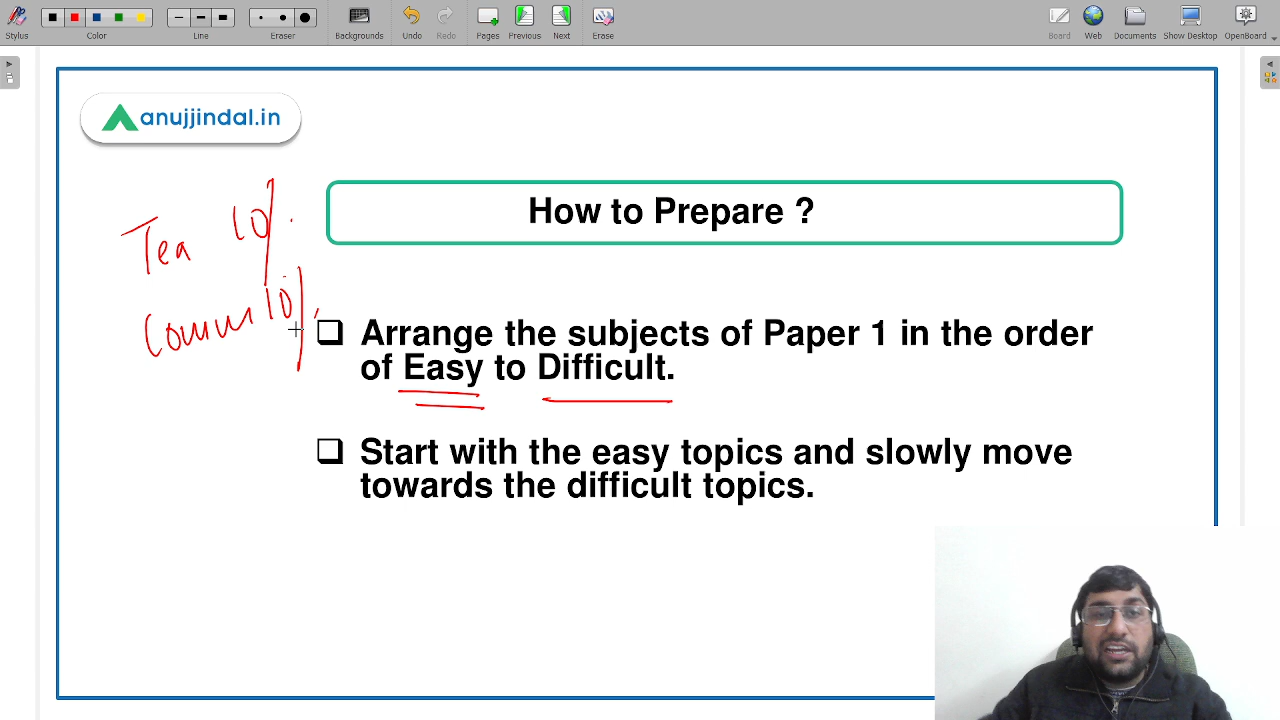 Stylus
Color
Line
Eraser
Backgrounds
Undo
Redo
Pages
Previous
Next
Erase
Board
Web
Documents
Show Desktop
OpenBoard
anujjindal.in
How to Prepare ?
Tea 10%
Comm 10%
Arrange the subjects of Paper 1 in the order
of Easy to Difficult.
Start with the easy topics and slowly move
towards the difficult topics.